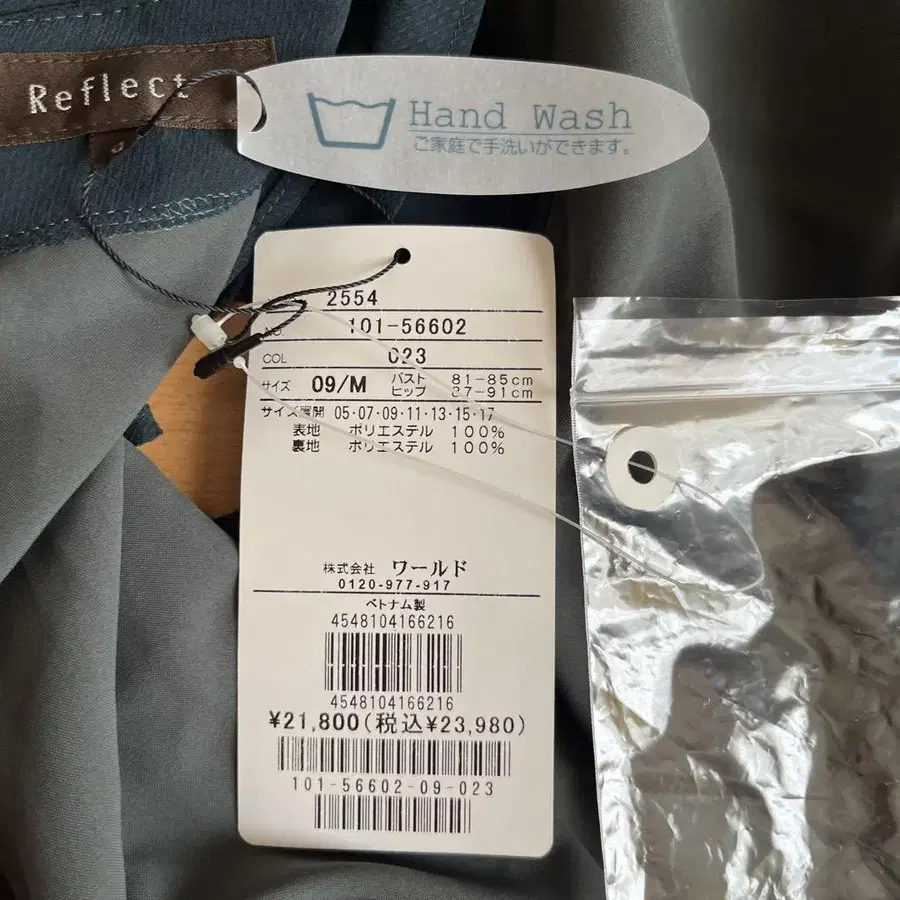 Reflect
9
Hand Wash
ご家庭で手洗いができます。
2554
101-56602
COL 023
サイズ 09/M バスト 81-85cm
ヒップ 87-91cm
サイズ展開 05・07・09・11・13・15・17
表地 ポリエステル 100%
裏地 ポリエステル 100%
株式会社 ワールド
0120-977-917
ベトナム製
4548104166216
4548104166216
¥21,800(税込¥23,980)
101-56602-09-023